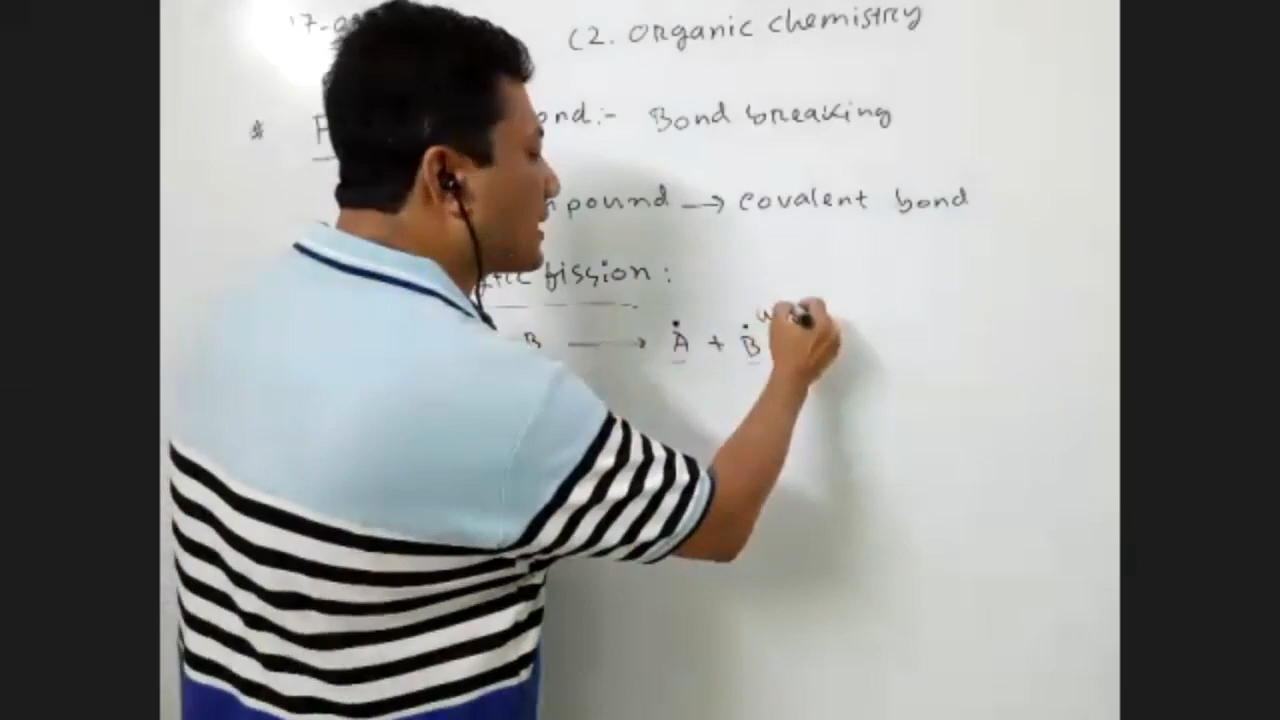 (2. Organic chemistry
ond:- Bond breaking
pound → covalent bond
fission:
B → Ȧ + Ḃ